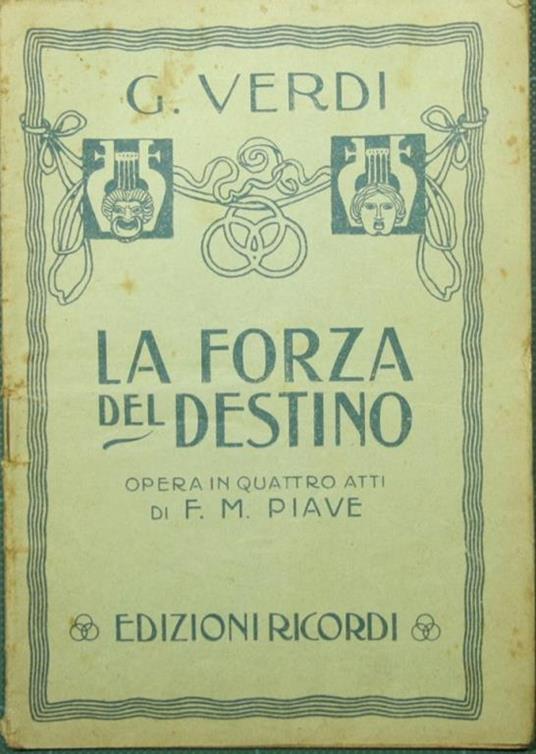 G. VERDI
LA FORZA
DEL DESTINO
OPERA IN QUATTRO ATTI
DI F. M. PIAVE
EDIZIONI RICORDI